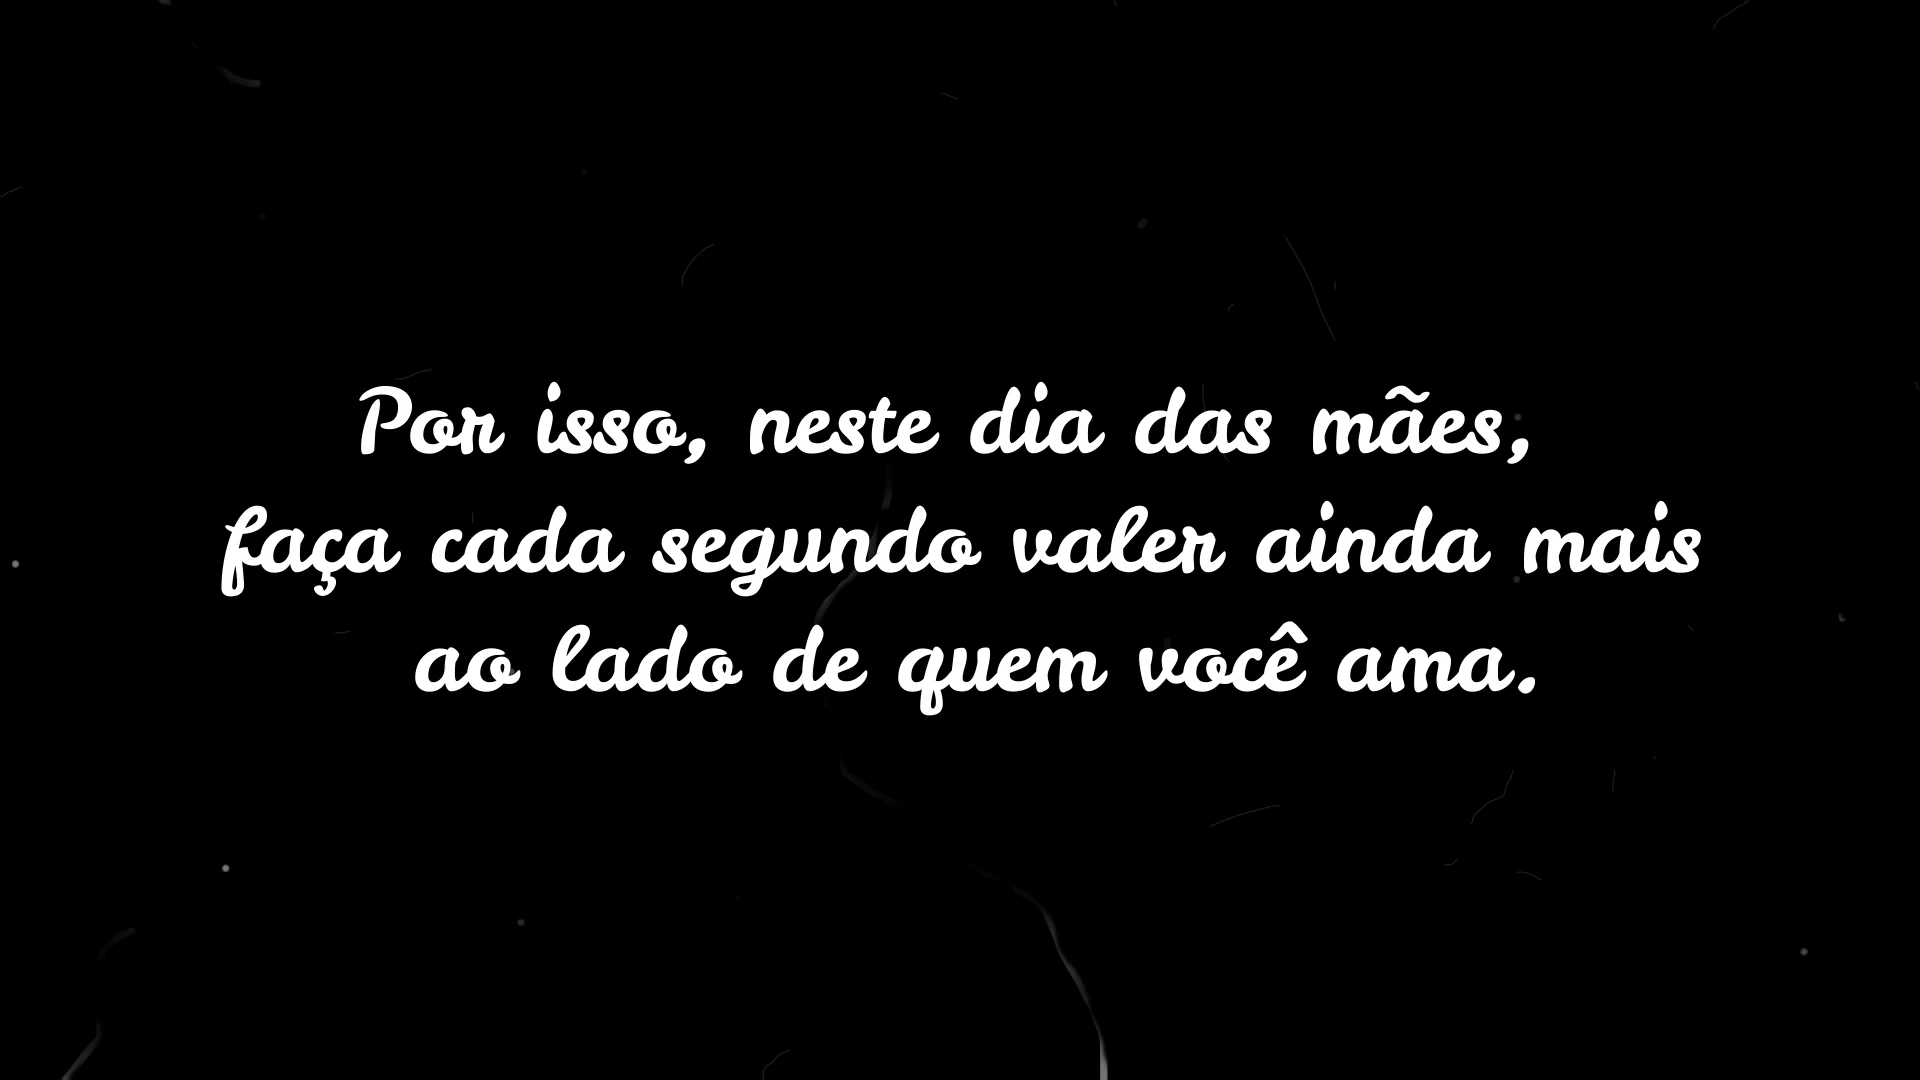 Por isso, neste dia das mães,
faça cada segundo valer ainda mais
ao lado de quem você ama.